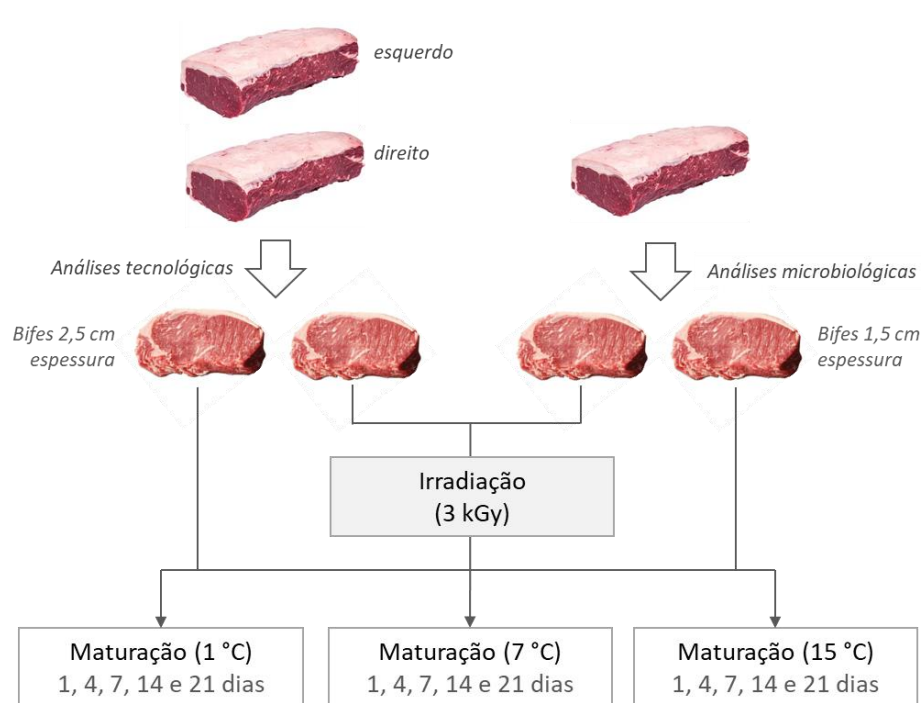 esquerdo
direito
Análises tecnológicas
Análises microbiológicas
Bifes 2,5 cm
espessura
Bifes 1,5 cm
espessura
Irradiação
(3 kGy)
Maturação (1 °C)
1, 4, 7, 14 e 21 dias
Maturação (7 °C)
1, 4, 7, 14 e 21 dias
Maturação (15 °C)
1, 4, 7, 14 e 21 dias